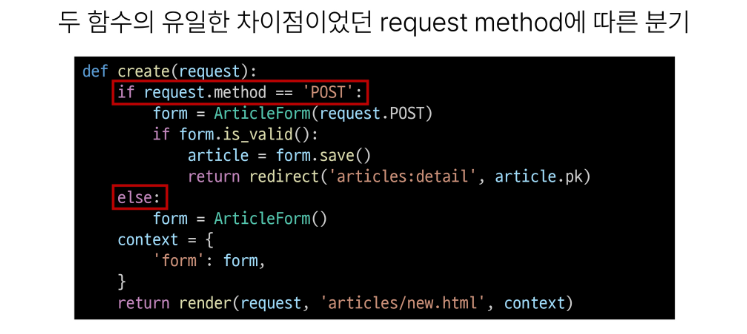 두 함수의 유일한 차이점이었던 request method에 따른 분기
def create(request):
    if request.method == 'POST':
        form = ArticleForm(request.POST)
        if form.is_valid():
            article = form.save()
            return redirect('articles:detail', article.pk)
    else:
        form = ArticleForm()
    context = {
        'form': form,
    }
    return render(request, 'articles/new.html', context)